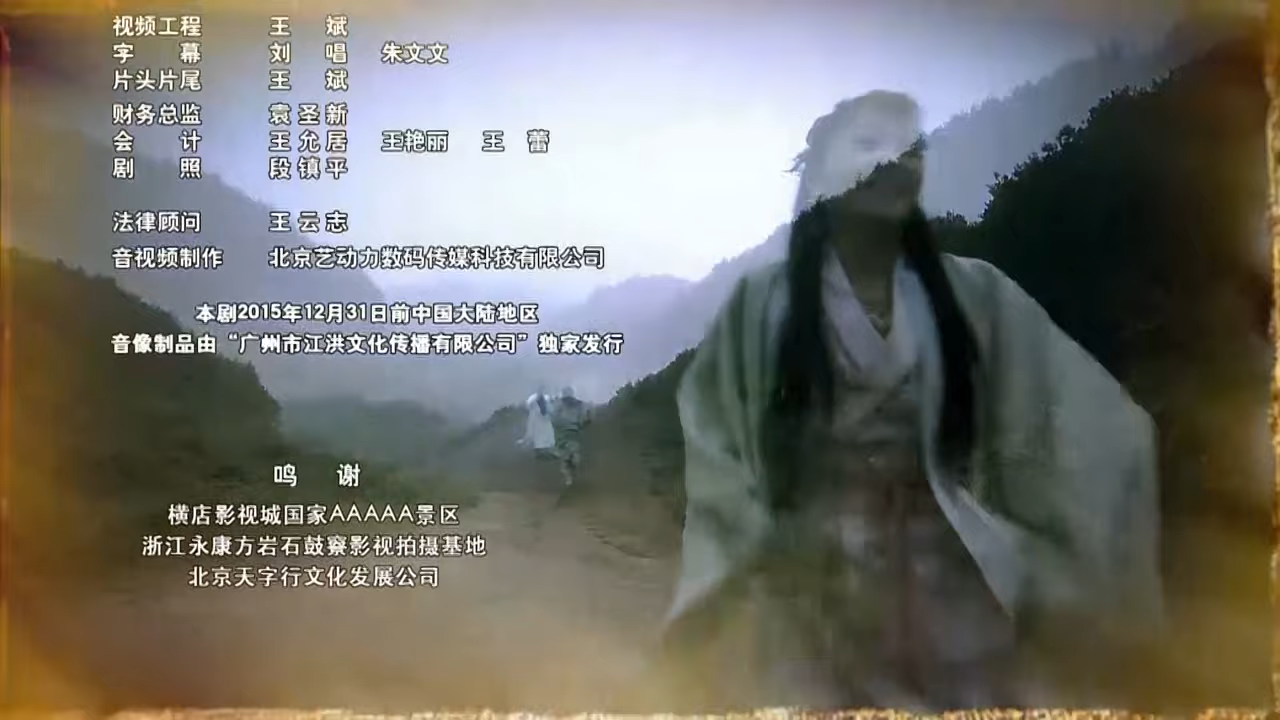 视频工程 王斌
字幕 刘唱 朱文文
片头片尾 王斌
财务总监 袁圣新
会计 王允居 王艳丽 王蕾
剧照 段镇平
法律顾问 王云志
音视频制作 北京艺动力数码传媒科技有限公司
本剧2015年12月31日前中国大陆地区
音像制品由“广州市江洪文化传播有限公司”独家发行
鸣谢
横店影视城国家AAAAA景区
浙江永康方岩石鼓寮影视拍摄基地
北京天字行文化发展公司